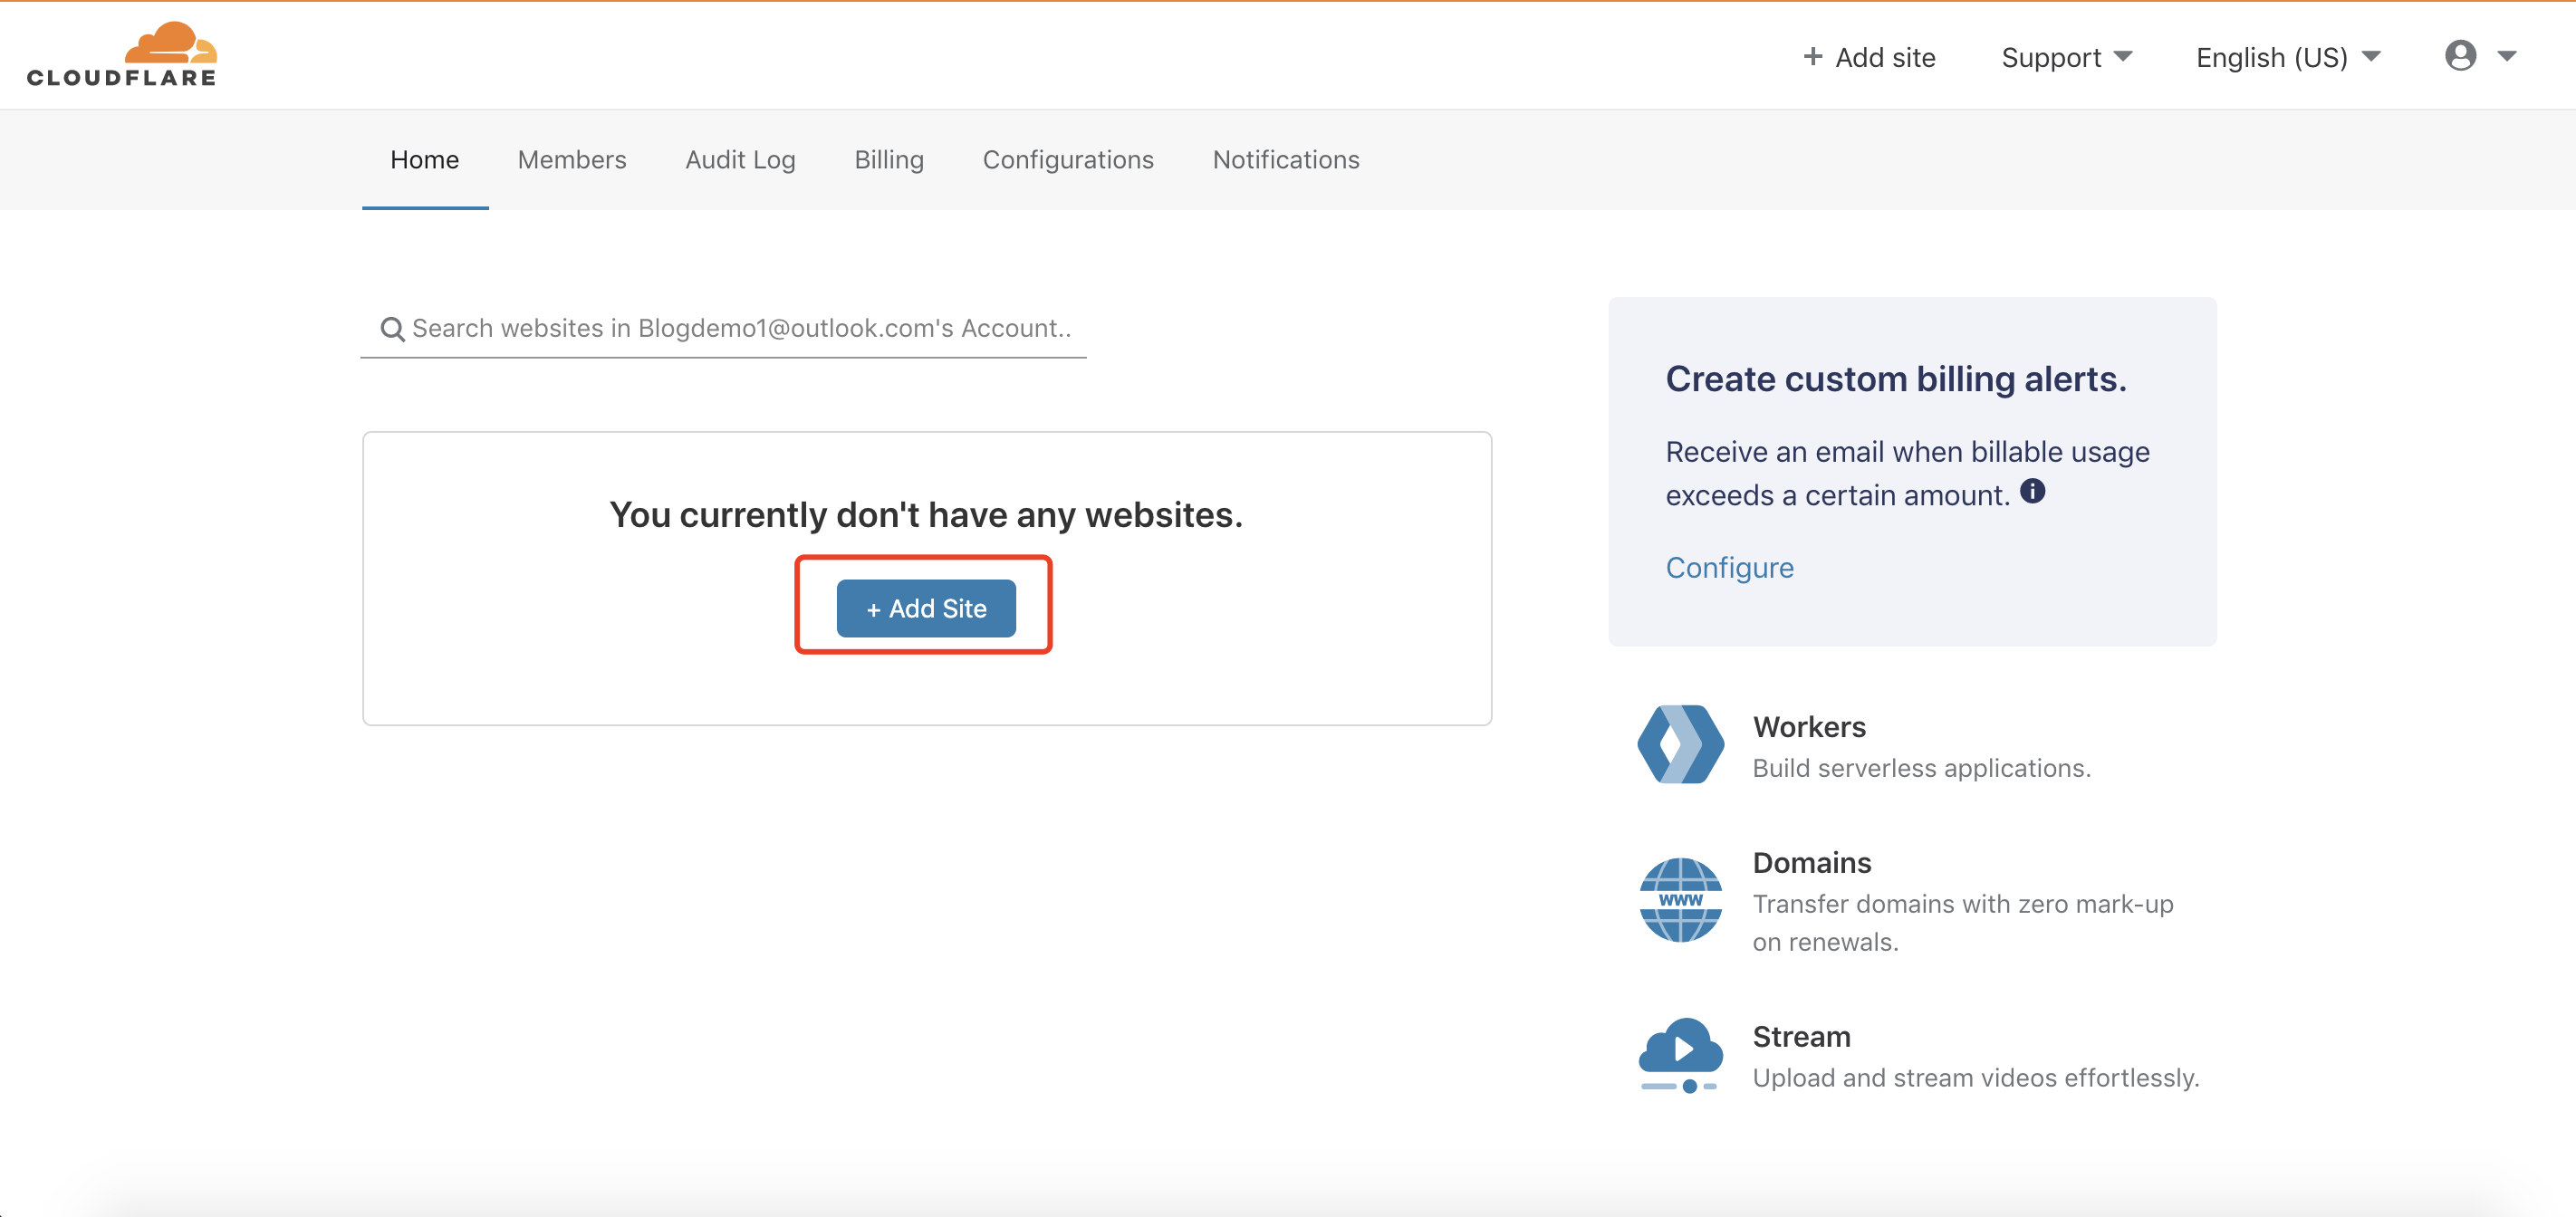 CLOUDFLARE
+ Add site
Support
English (US)
Home
Members
Audit Log
Billing
Configurations
Notifications
Search websites in Blogdemo1@outlook.com's Account..
You currently don't have any websites.
+ Add Site
Create custom billing alerts.
Receive an email when billable usage
exceeds a certain amount.
Configure
Workers
Build serverless applications.
www
Domains
Transfer domains with zero mark-up
on renewals.
Stream
Upload and stream videos effortlessly.